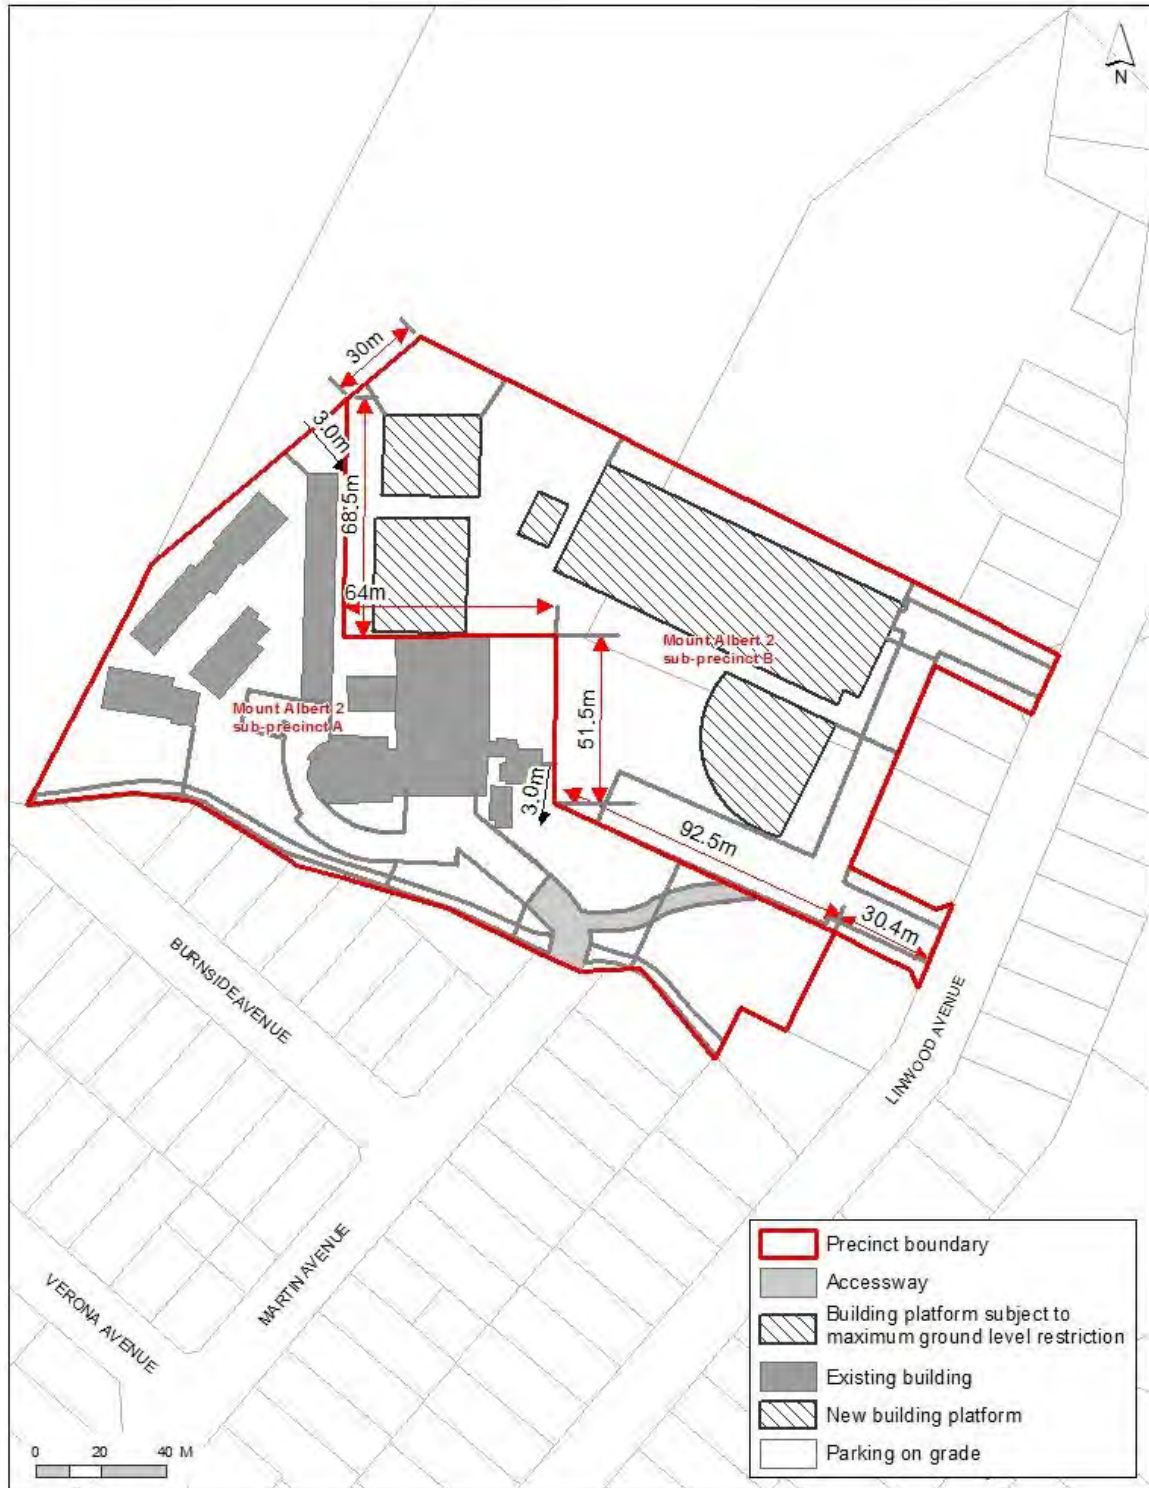 N
30m
3.0m
68.5m
64m
Mount Albert 2
sub-precinct B
Mount Albert 2
sub-precinct A
51.5m
3.0m
92.5m
30.4m
BURNSIDE AVENUE
LINWOOD AVENUE
MARTIN AVENUE
VERONA AVENUE
Precinct boundary
Accessway
Building platform subject to
maximum ground level restriction
Existing building
New building platform
Parking on grade
0 20 40 M